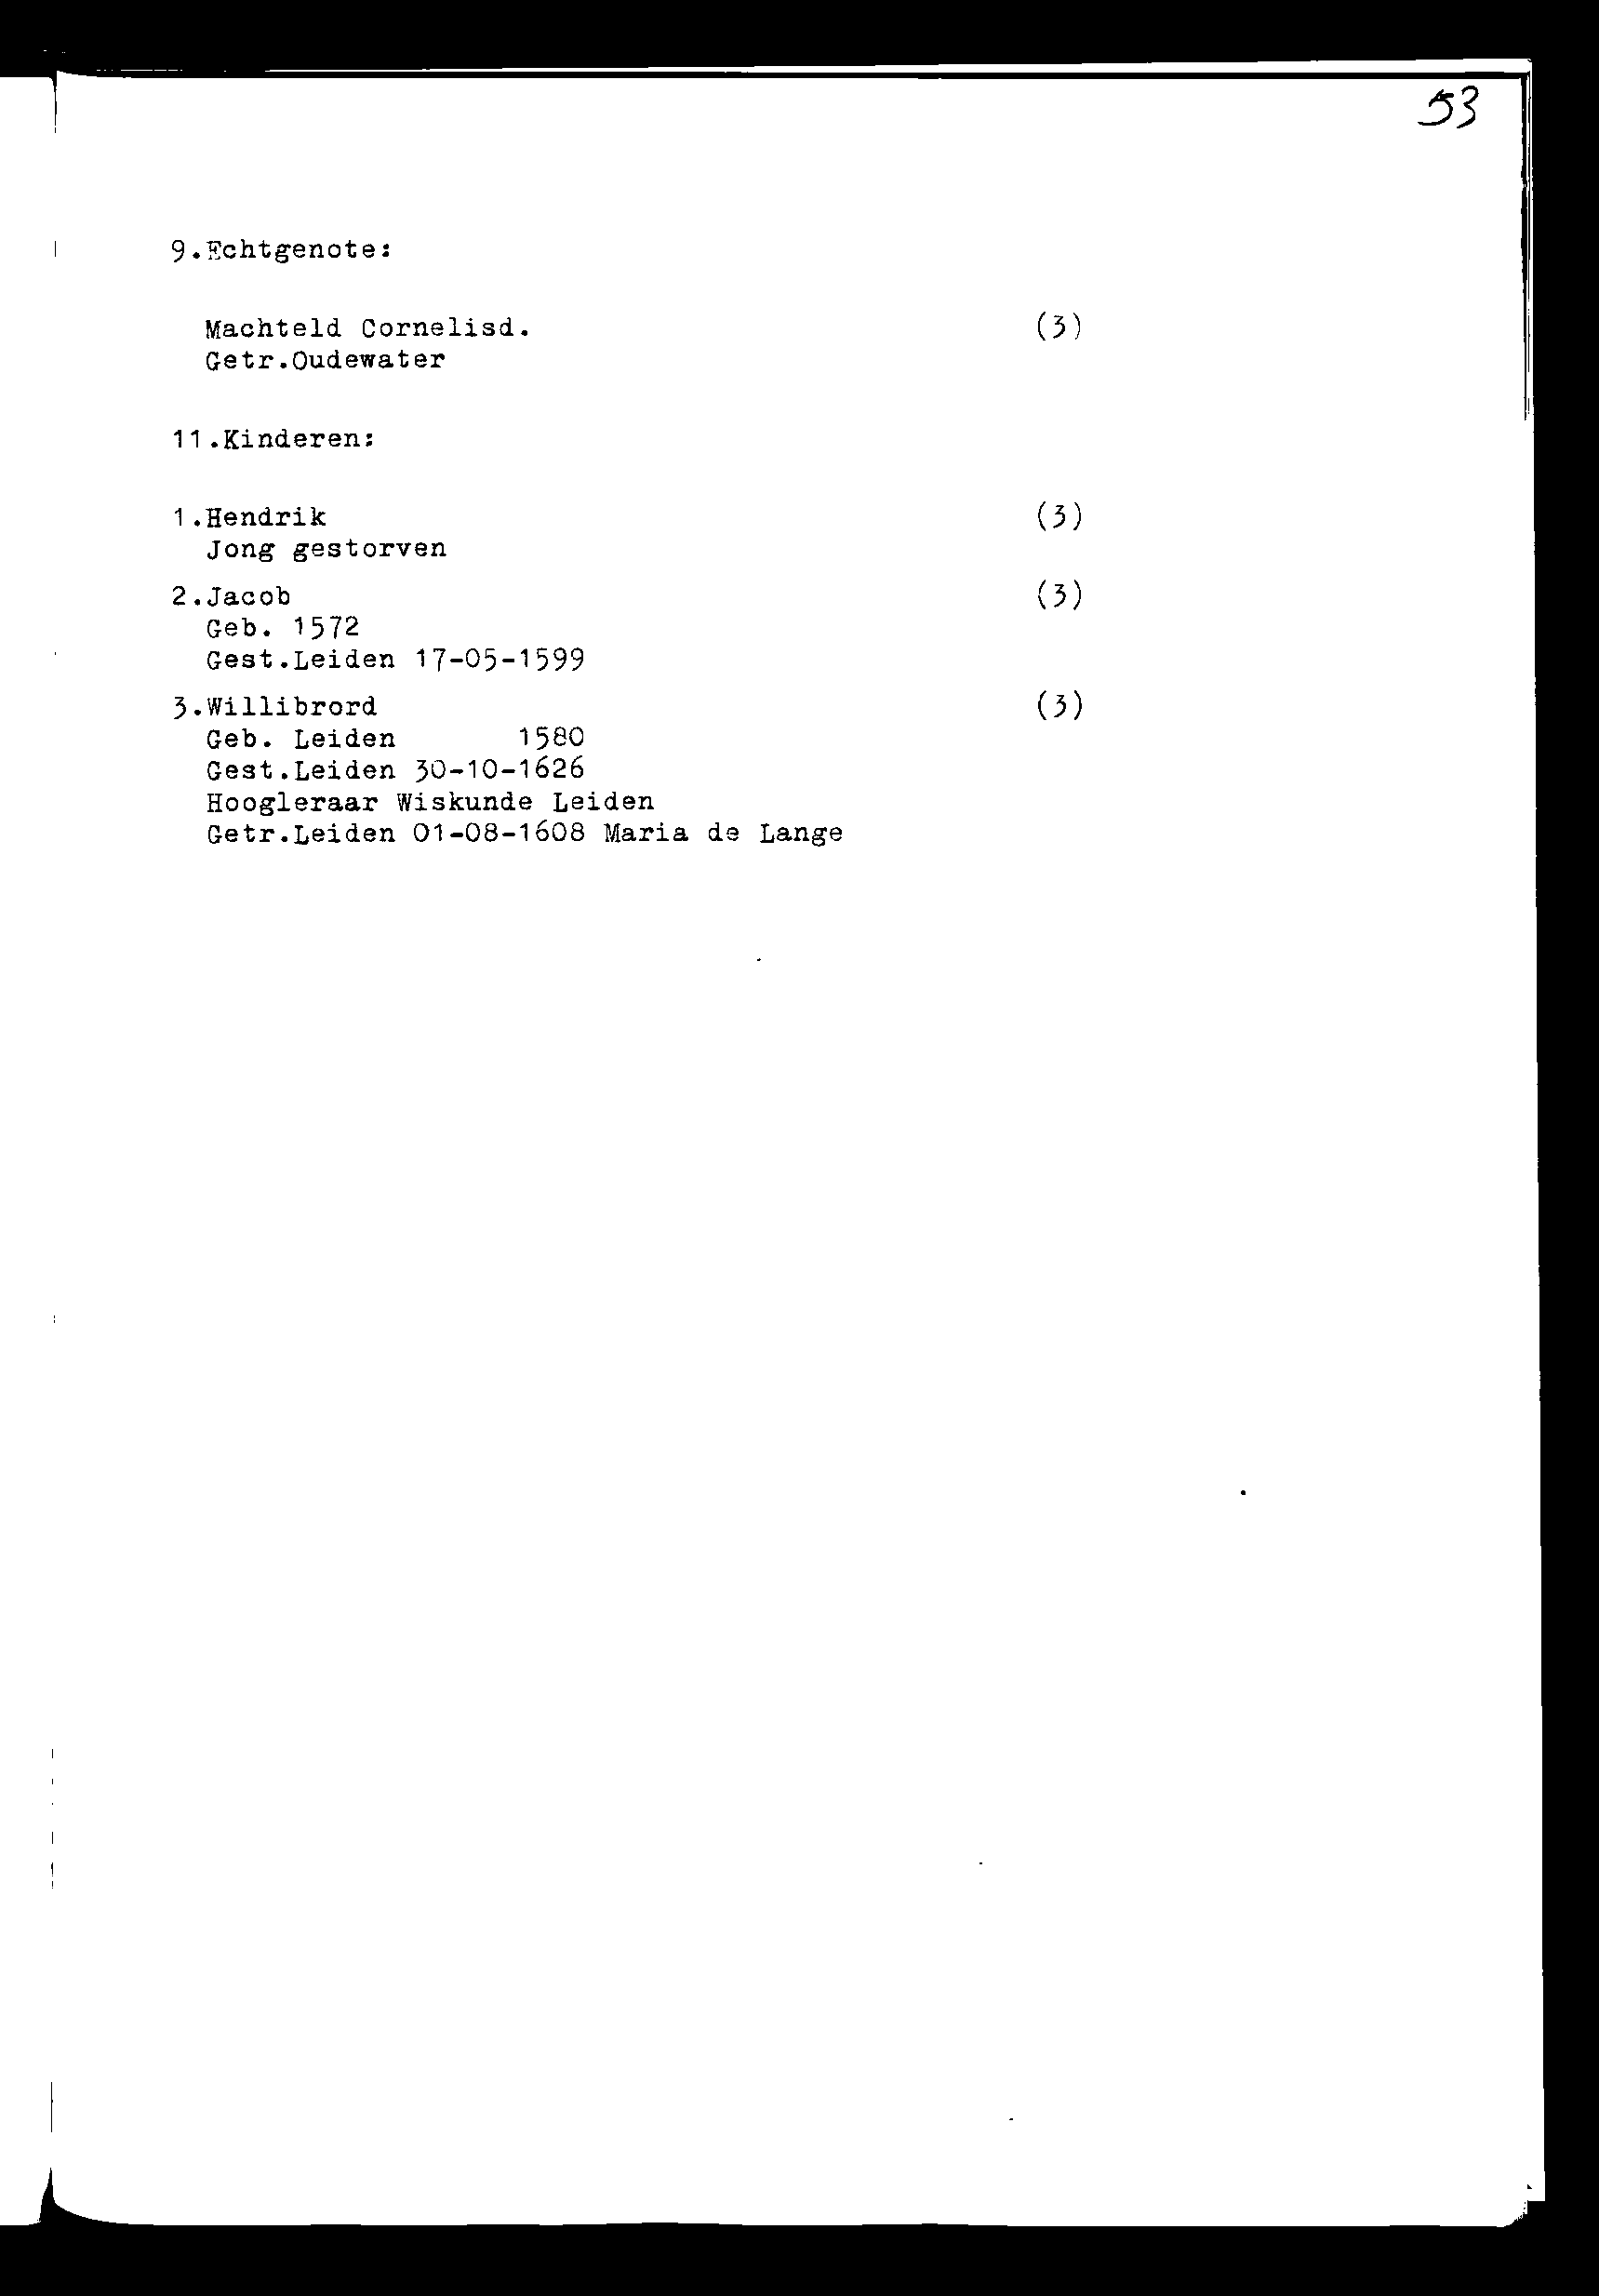 53
9.Echtgenote:
Machteld Cornelisd. (3)
Getr.Oudewater
11.Kinderen:
1.Hendrik (3)
Jong gestorven
2.Jacob (3)
Geb. 1572
Gest.Leiden 17-05-1599
3.Willibrord (3)
Geb. Leiden 1580
Gest.Leiden 30-10-1626
Hoogleraar Wiskunde Leiden
Getr.Leiden 01-08-1608 Maria de Lange